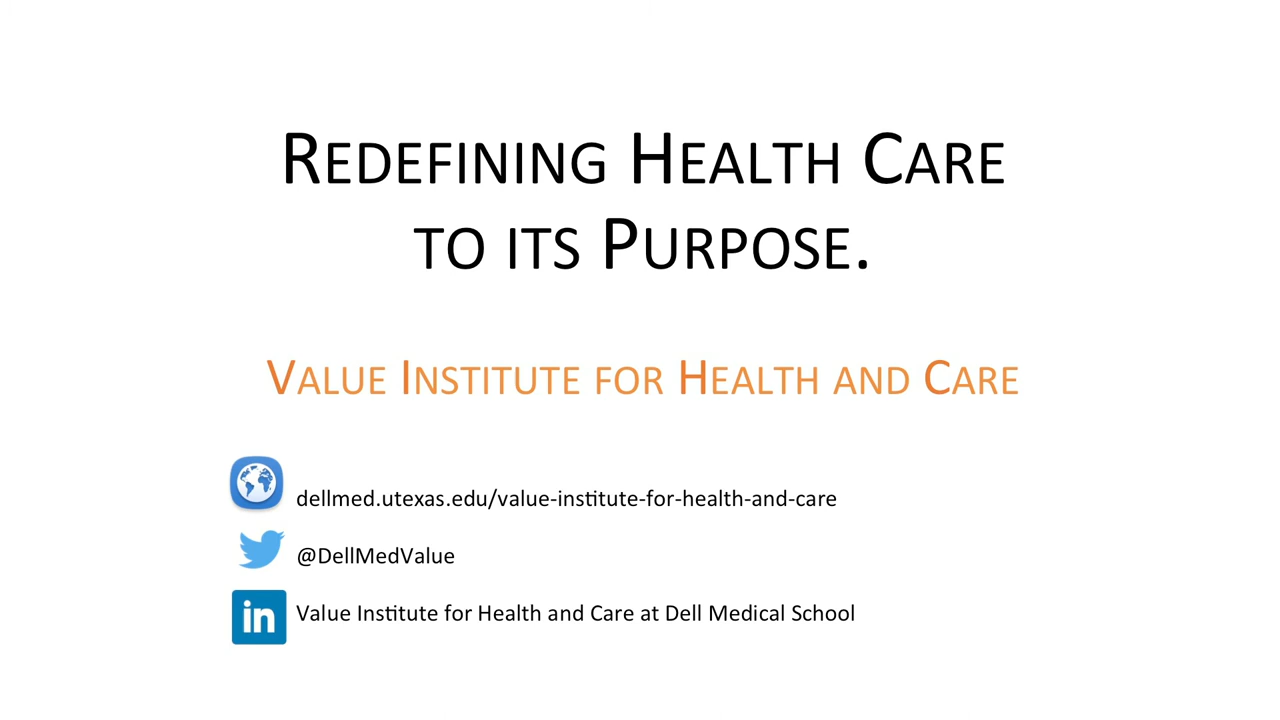 Redefining Health Care
to its Purpose.
Value Institute for Health and Care
dellmed.utexas.edu/value-institute-for-health-and-care
@DellMedValue
in
Value Institute for Health and Care at Dell Medical School